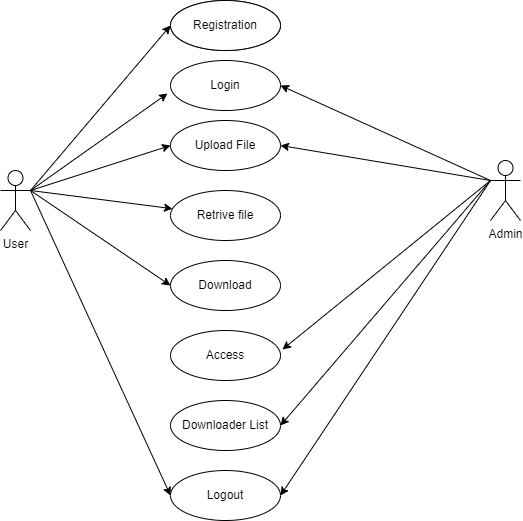 Registration
Login
Upload File
User
Admin
Retrive file
Download
Access
Downloader List
Logout